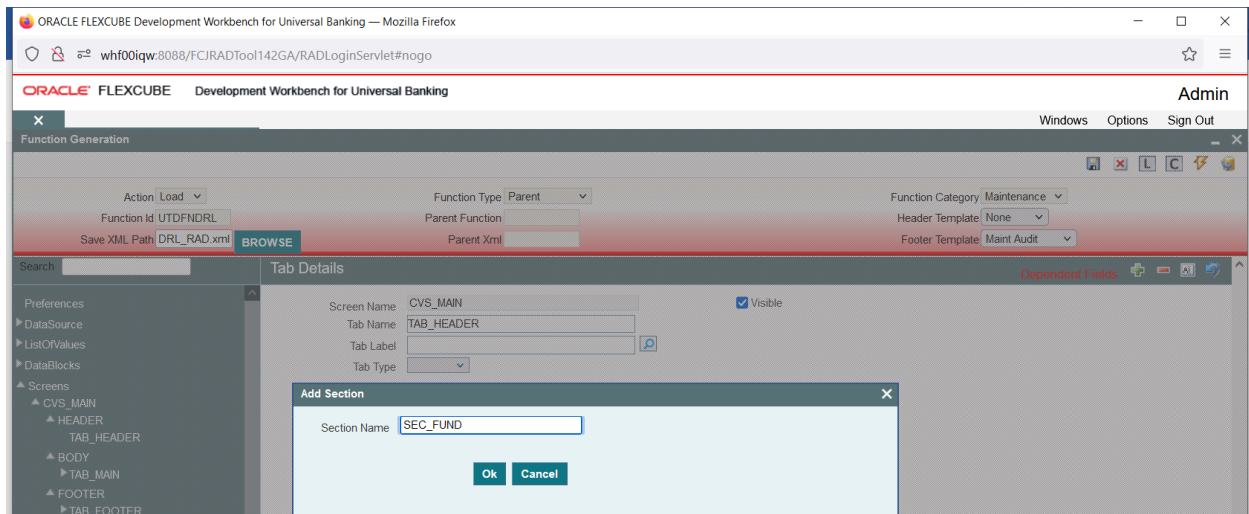 ORACLE FLEXCUBE Development Workbench for Universal Banking — Mozilla Firefox
whf00iqw:8088/FCJRADTool142GA/RADLoginServlet#nogo
ORACLE FLEXCUBE Development Workbench for Universal Banking
Admin
Windows Options Sign Out
Function Generation
L C
Action Load Function Type Parent Function Category Maintenance
Function Id UTDFNDRL Parent Function Header Template None
Save XML Path DRL_RAD.xml BROWSE Parent Xml Footer Template Maint Audit
Search Tab Details Dependent Fields
Preferences
DataSource
ListOfValues
DataBlocks
Screens
CVS_MAIN
HEADER
TAB_HEADER
BODY
TAB_MAIN
FOOTER
TAB_FOOTER
Screen Name CVS_MAIN Visible
Tab Name TAB_HEADER
Tab Label
Tab Type
Add Section
Section Name SEC_FUND
Ok Cancel